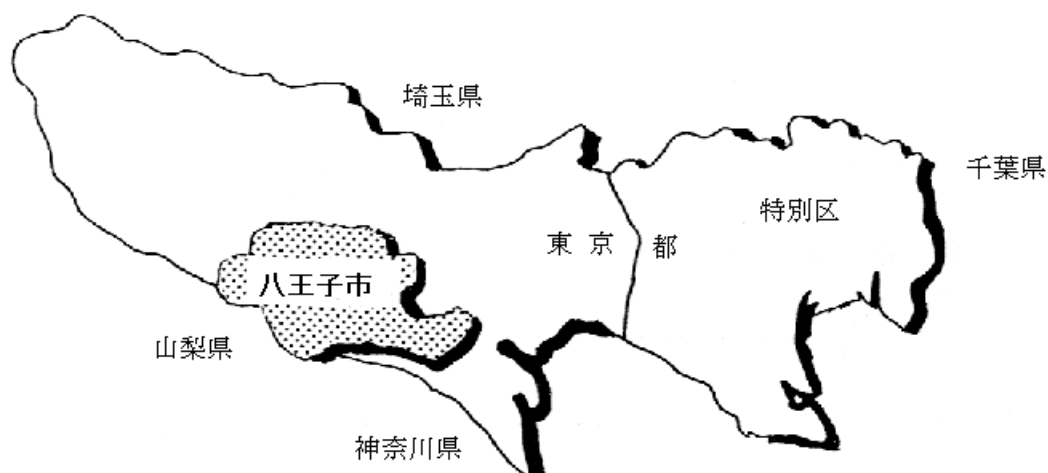 埼玉県
千葉県
特別区
東京都
八王子市
山梨県
神奈川県